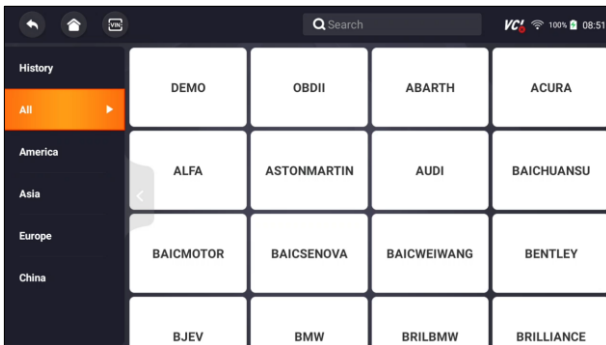 VIN
Search
VCI 100% 08:51
History
All
America
Asia
Europe
China
DEMO OBDII ABARTH ACURA
ALFA ASTONMARTIN AUDI BAICHUANSU
BAICMOTOR BAICSENOVA BAICWEIWANG BENTLEY
BJEV BMW BRILBMW BRILLIANCE